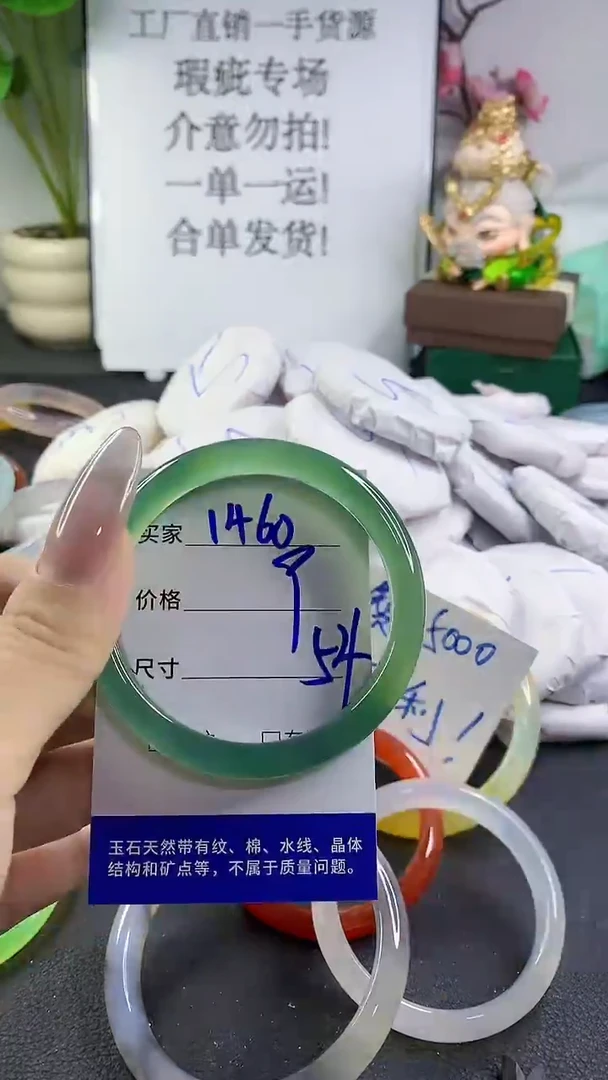 工厂直销一手货源
瑕疵专场
介意勿拍!
一单一运!
合单发货!
买家 1460
价格
尺寸 54
5000
利!
玉石天然带有纹、棉、水线、晶体
结构和矿点等，不属于质量问题。